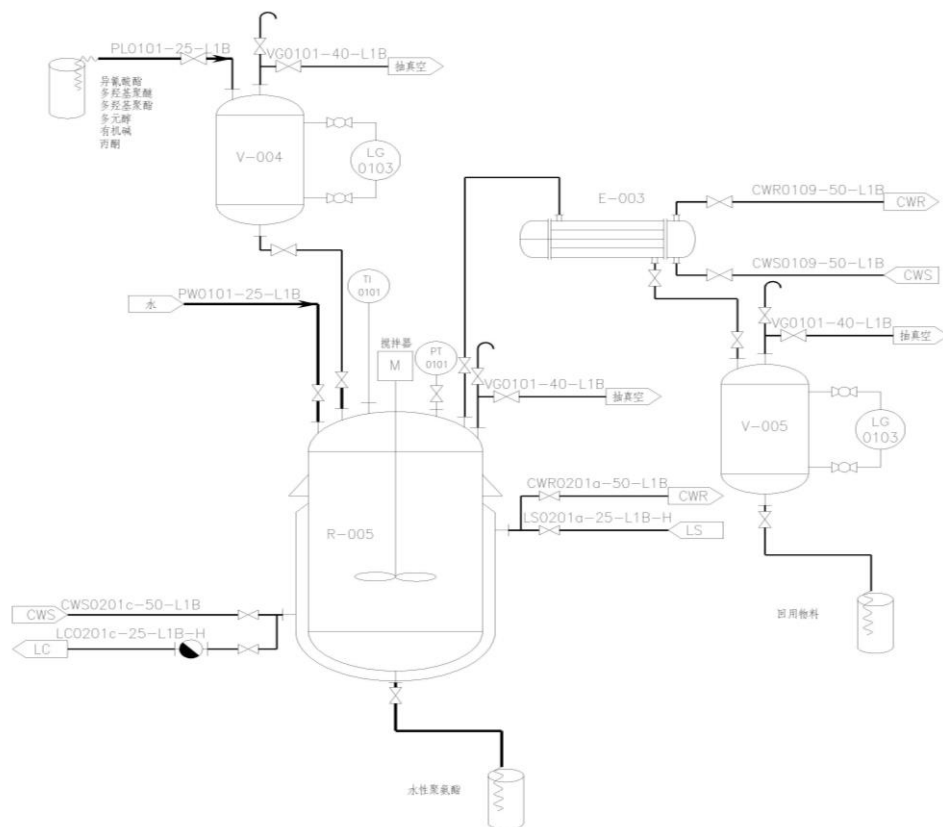 PL0101-25-L1B
VG0101-40-L1B
抽真空
异氰酸酯
多羟基聚醚
多羟基聚酯
多元醇
有机碱
丙酮
V-004
LG
0103
E-003
CWR0109-50-L1B
CWR
CWS0109-50-L1B
CWS
TI
0101
PW0101-25-L1B
水
VG0101-40-L1B
抽真空
搅拌器
M
PT
0101
VG0101-40-L1B
抽真空
V-005
LG
0103
CWR0201a-50-L1B
CWR
LS0201a-25-L1B-H
LS
R-005
CWS0201c-50-L1B
CWS
LC0201c-25-L1B-H
LC
回用物料
水性聚氨酯